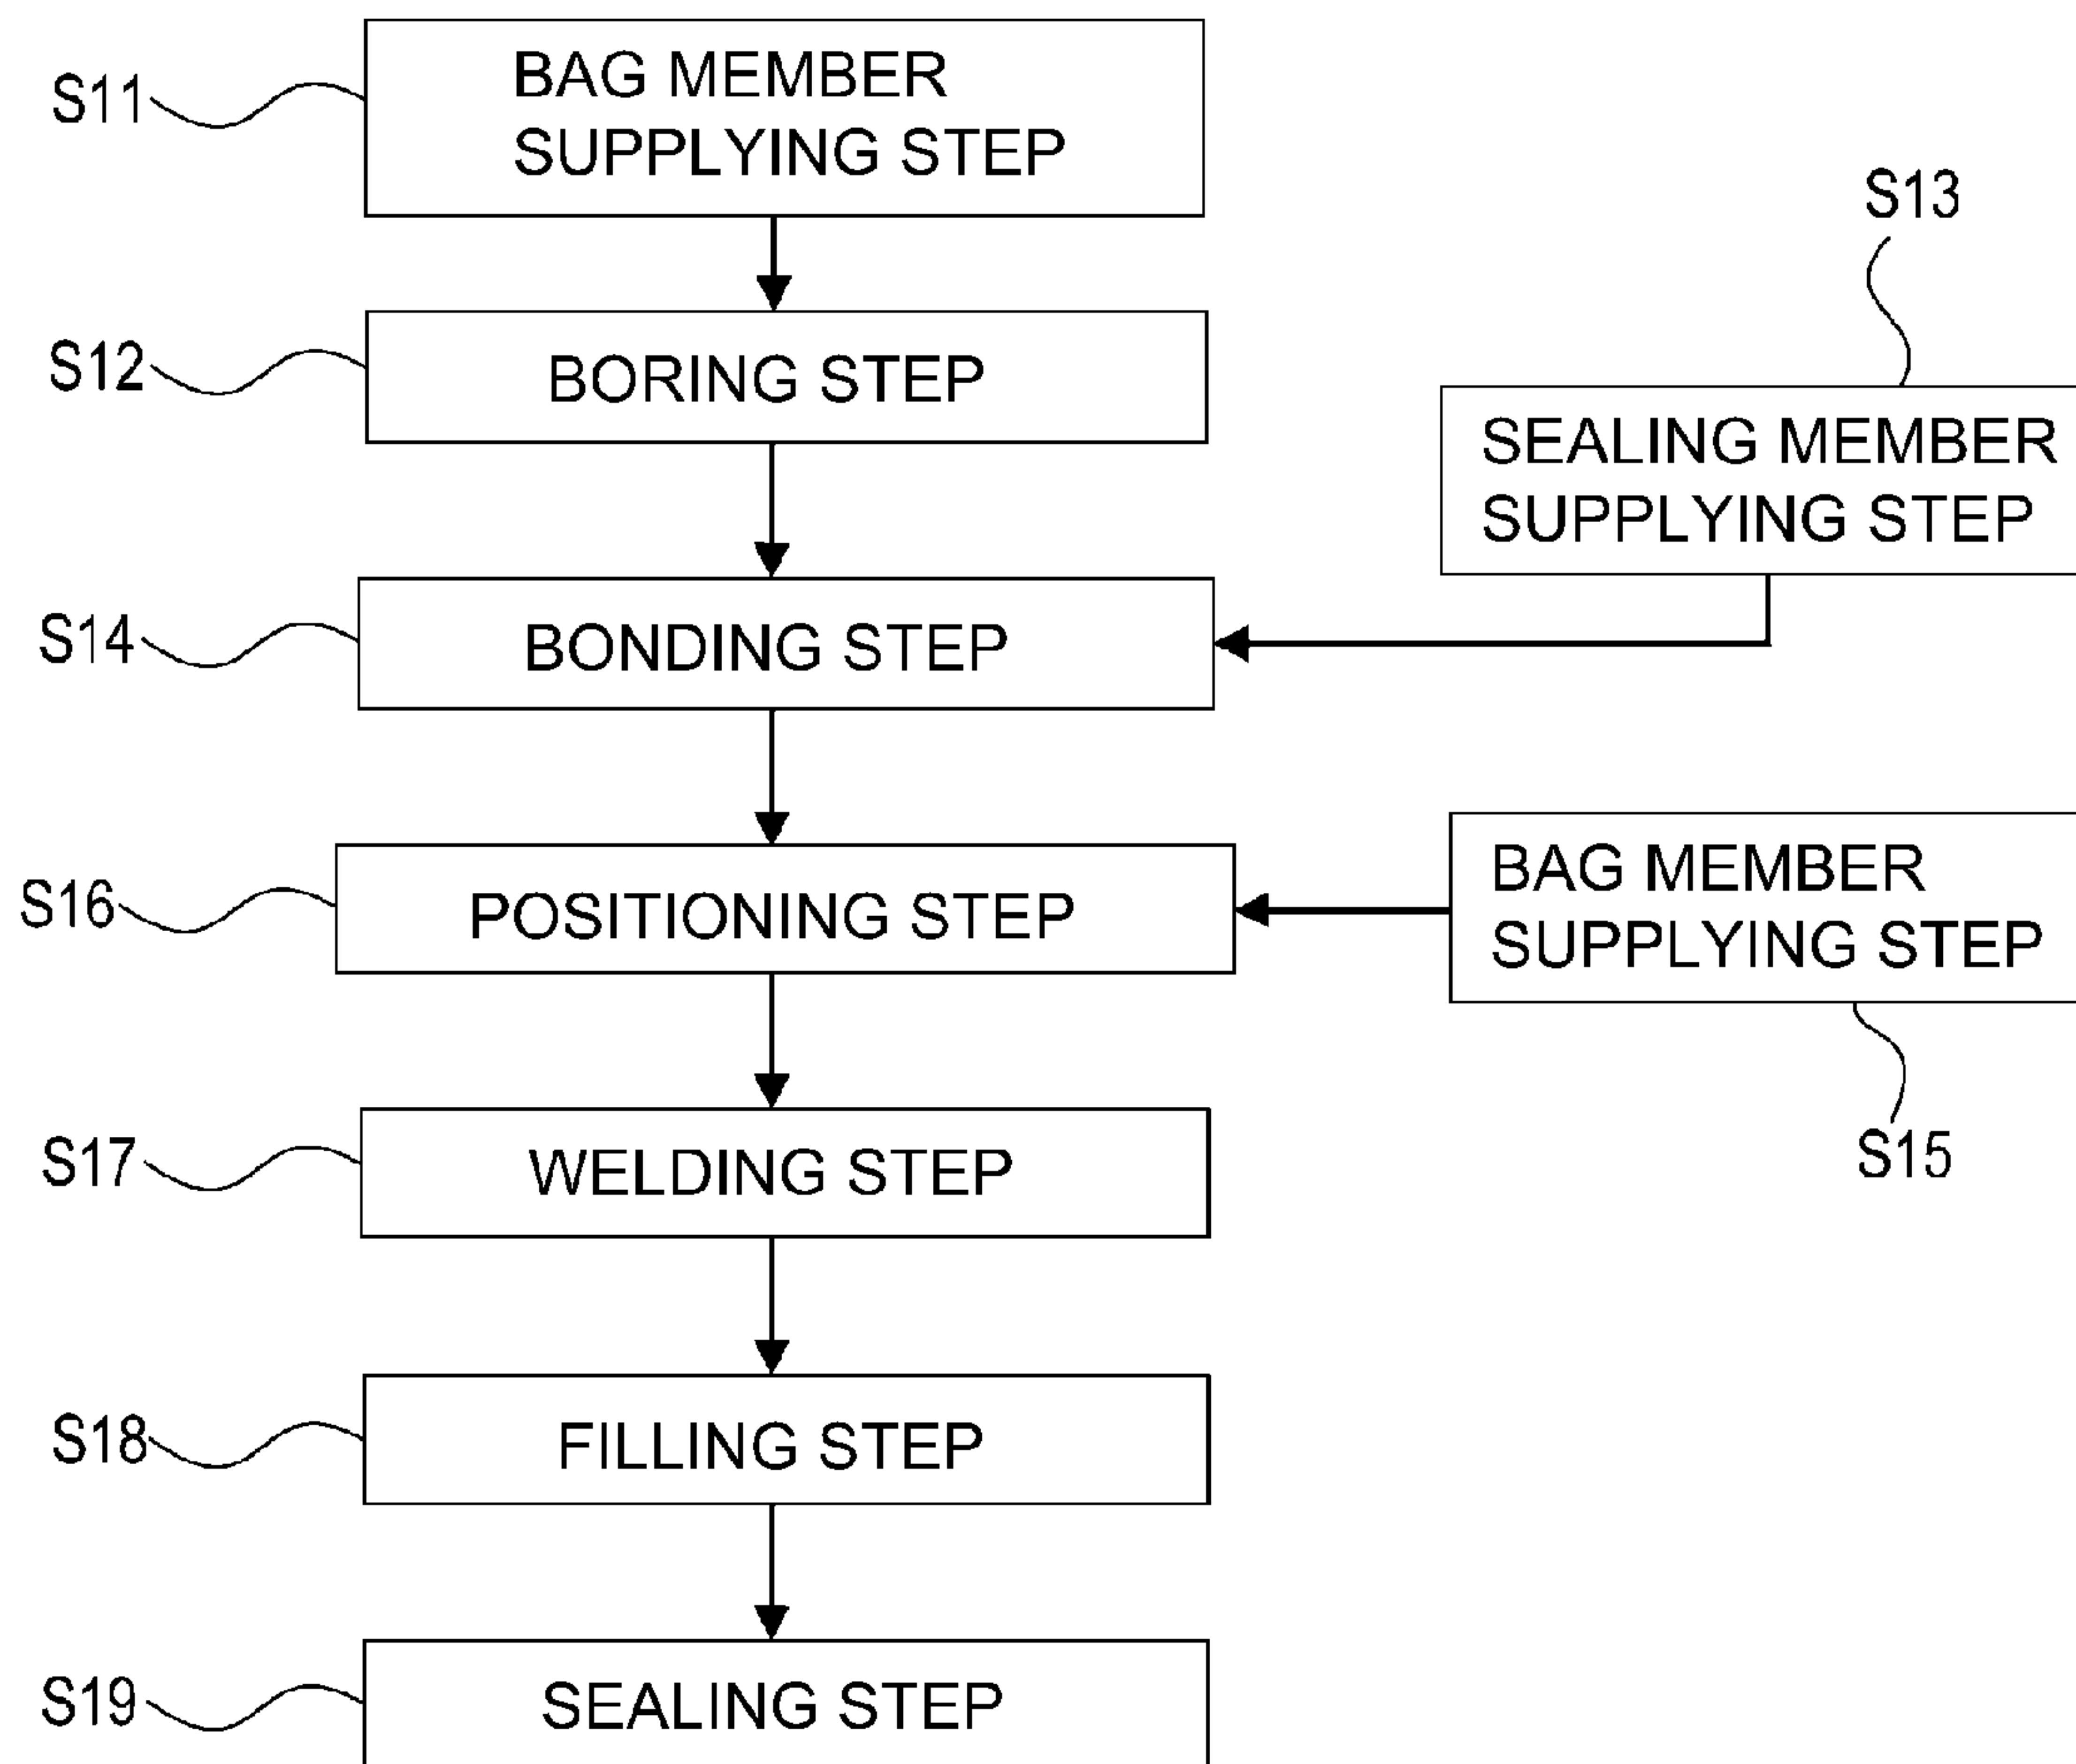 S11
BAG MEMBER
SUPPLYING STEP
S12
BORING STEP
S13
SEALING MEMBER
SUPPLYING STEP
S14
BONDING STEP
S16
POSITIONING STEP
BAG MEMBER
SUPPLYING STEP
S15
S17
WELDING STEP
S18
FILLING STEP
S19
SEALING STEP